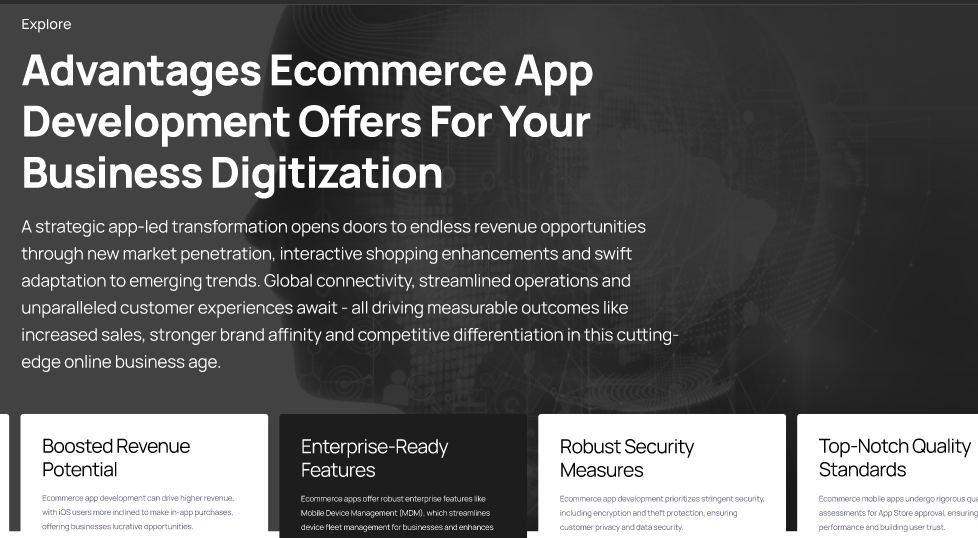 Explore
Advantages Ecommerce App
Development Offers For Your
Business Digitization
A strategic app-led transformation opens doors to endless revenue opportunities
through new market penetration, interactive shopping enhancements and swift
adaptation to emerging trends. Global connectivity, streamlined operations and
unparalleled customer experiences await - all driving measurable outcomes like
increased sales, stronger brand affinity and competitive differentiation in this cutting-
edge online business age.
Boosted Revenue
Potential
Ecommerce app development can drive higher revenue,
with iOS users more inclined to make in-app purchases,
offering businesses lucrative opportunities.
Enterprise-Ready
Features
Ecommerce apps offer robust enterprise features like
Mobile Device Management (MDM), which streamlines
device fleet management for businesses and enhances
Robust Security
Measures
Ecommerce app development prioritizes stringent security,
including encryption and theft protection, ensuring
customer privacy and data security.
Top-Notch Quality
Standards
Ecommerce mobile apps undergo rigorous
assessments for App Store approval, ensuring
performance and building user trust.